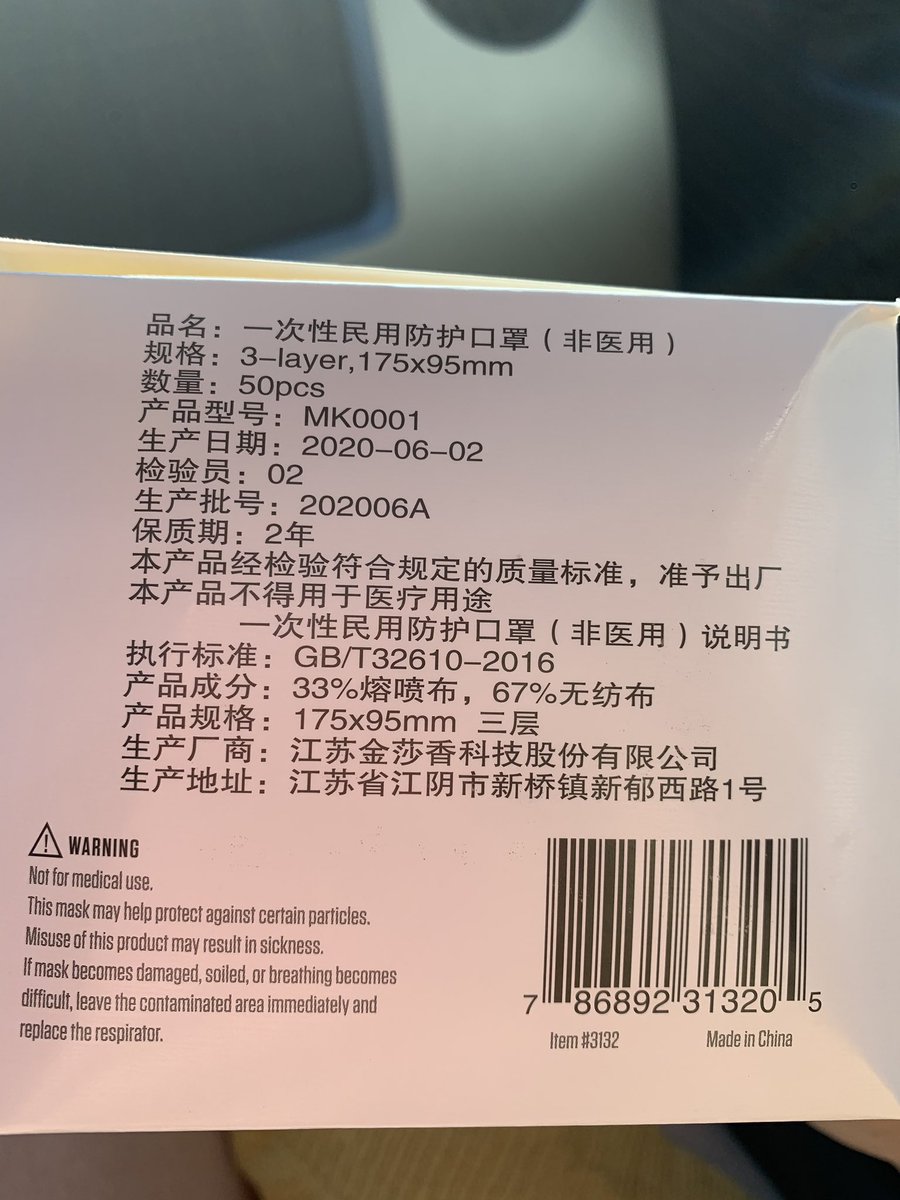 品名：一次性民用防护口罩（非医用）
规格：3-layer,175x95mm
数量：50pcs
产品型号：MK0001
生产日期：2020-06-02
检验员：02
生产批号：202006A
保质期：2年
本产品经检验符合规定的质量标准，准予出厂
本产品不得用于医疗用途
一次性民用防护口罩（非医用）说明书
执行标准：GB/T32610-2016
产品成分：33%熔喷布，67%无纺布
产品规格：175x95mm 三层
生产厂商：江苏金莎香科技股份有限公司
生产地址：江苏省江阴市新桥镇新郁西路1号
WARNING
Not for medical use.
This mask may help protect against certain particles.
Misuse of this product may result in sickness.
If mask becomes damaged, soiled, or breathing becomes
difficult, leave the contaminated area immediately and
replace the respirator.
7 86892 31320 5
Item #3132 Made in China